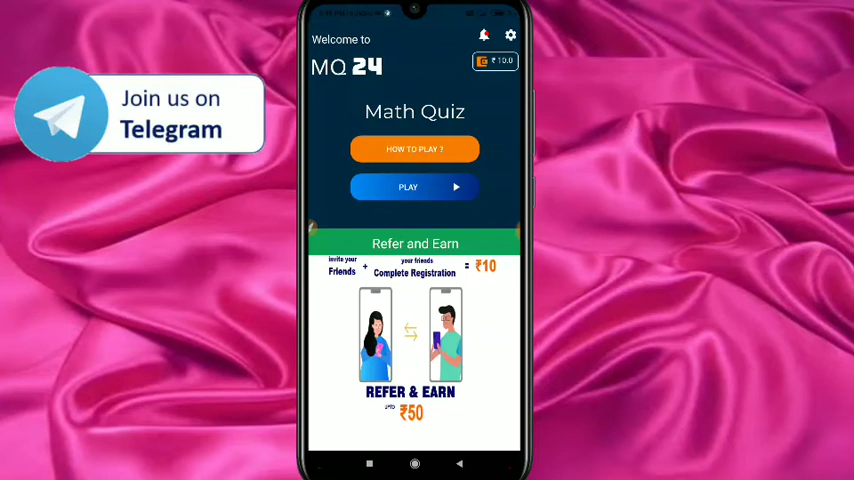 Join us on
Telegram
Welcome to
MQ 24
₹ 10.0
Math Quiz
HOW TO PLAY ?
PLAY
Refer and Earn
invite your
Friends
+
your friends
Complete Registration
= ₹10
REFER & EARN
UPTO ₹50